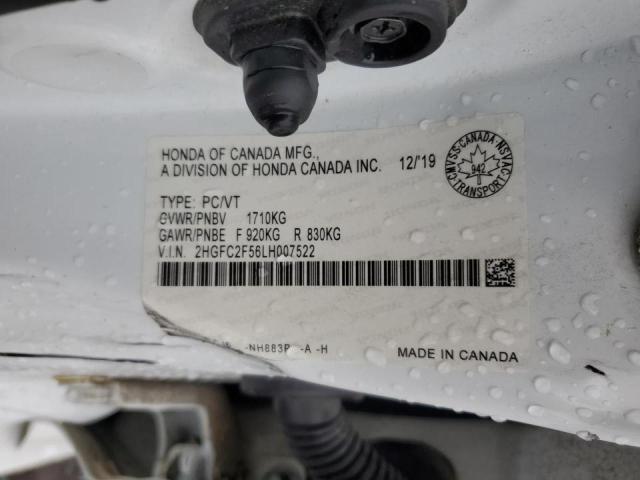 HONDA OF CANADA MFG.,
A DIVISION OF HONDA CANADA INC. 12/'19
CMVSS·CANADA·NSVAC
942
TRANSPORT
TYPE: PC/VT
GVWR/PNBV 1710KG
GAWR/PNBE F 920KG R 830KG
V.I.N. 2HGFC2F56LH007522
-A -H
MADE IN CANADA